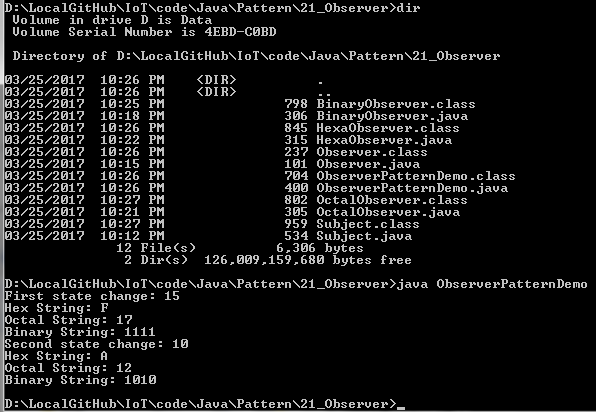 D:\LocalGitHub\IoT\code\Java\Pattern\21_Observer>dir
 Volume in drive D is Data
 Volume Serial Number is 4EBD-C0BD

 Directory of D:\LocalGitHub\IoT\code\Java\Pattern\21_Observer

03/25/2017  10:26 PM    <DIR>          .
03/25/2017  10:26 PM    <DIR>          ..
03/25/2017  10:25 PM               798 BinaryObserver.class
03/25/2017  10:18 PM               306 BinaryObserver.java
03/25/2017  10:26 PM               845 HexaObserver.class
03/25/2017  10:22 PM               315 HexaObserver.java
03/25/2017  10:26 PM               237 Observer.class
03/25/2017  10:15 PM               101 Observer.java
03/25/2017  10:26 PM               704 ObserverPatternDemo.class
03/25/2017  10:26 PM               400 ObserverPatternDemo.java
03/25/2017  10:27 PM               802 OctalObserver.class
03/25/2017  10:21 PM               305 OctalObserver.java
03/25/2017  10:27 PM               959 Subject.class
03/25/2017  10:12 PM               534 Subject.java
              12 File(s)          6,306 bytes
               2 Dir(s)  126,009,159,680 bytes free

D:\LocalGitHub\IoT\code\Java\Pattern\21_Observer>java ObserverPatternDemo
First state change: 15
Hex String: F
Octal String: 17
Binary String: 1111
Second state change: 10
Hex String: A
Octal String: 12
Binary String: 1010

D:\LocalGitHub\IoT\code\Java\Pattern\21_Observer>_